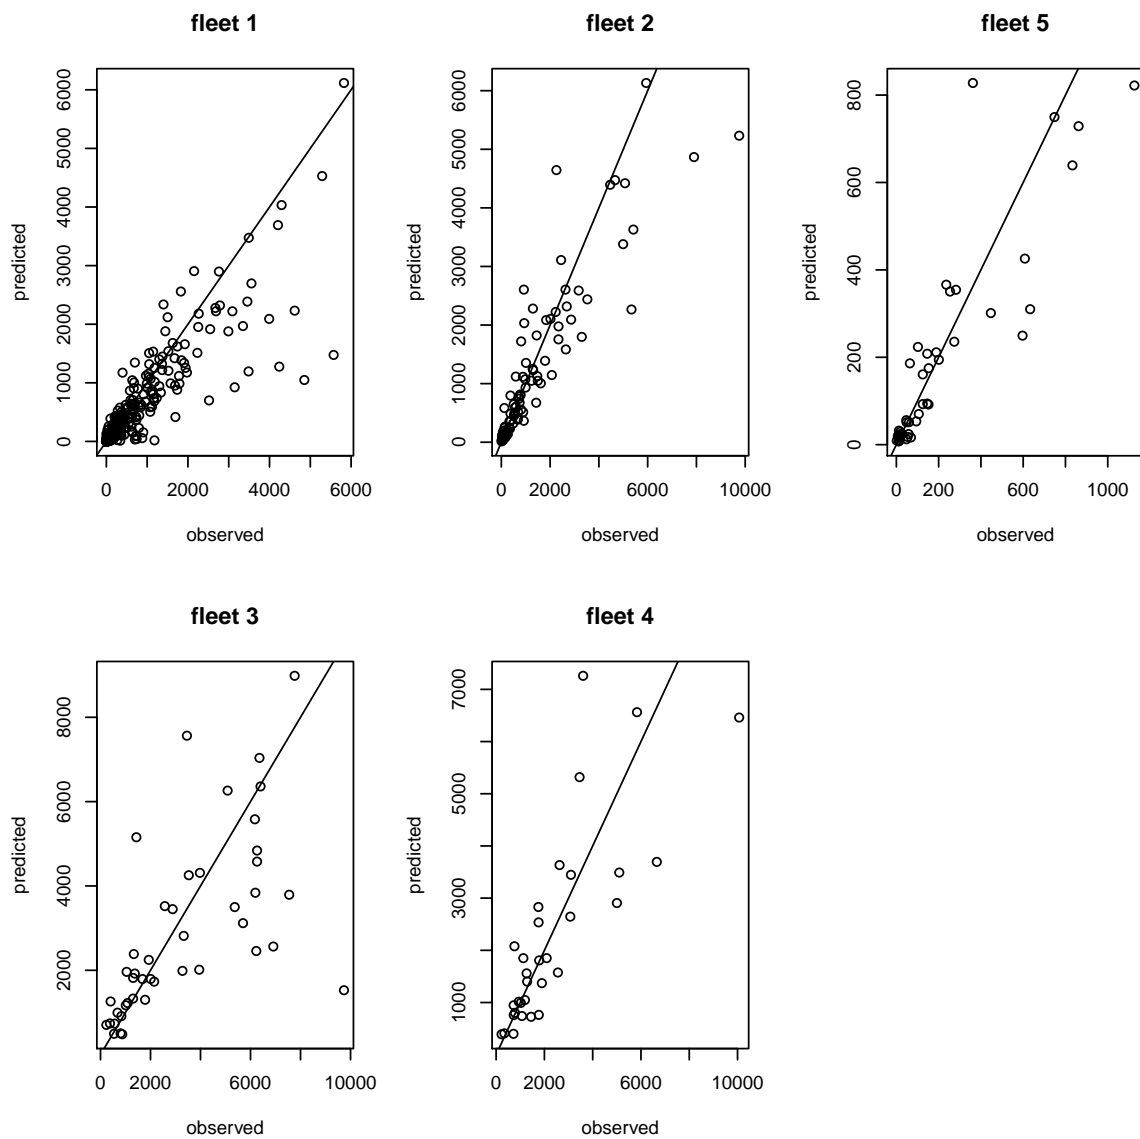 fleet 1
predicted
0 1000 2000 3000 4000 5000 6000
0 2000 4000 6000
observed
fleet 2
predicted
0 1000 2000 3000 4000 5000 6000
0 2000 6000 10000
observed
fleet 5
predicted
0 200 400 600 800
0 200 600 1000
observed
fleet 3
predicted
2000 4000 6000 8000
0 2000 6000 10000
observed
fleet 4
predicted
1000 3000 5000 7000
0 2000 6000 10000
observed